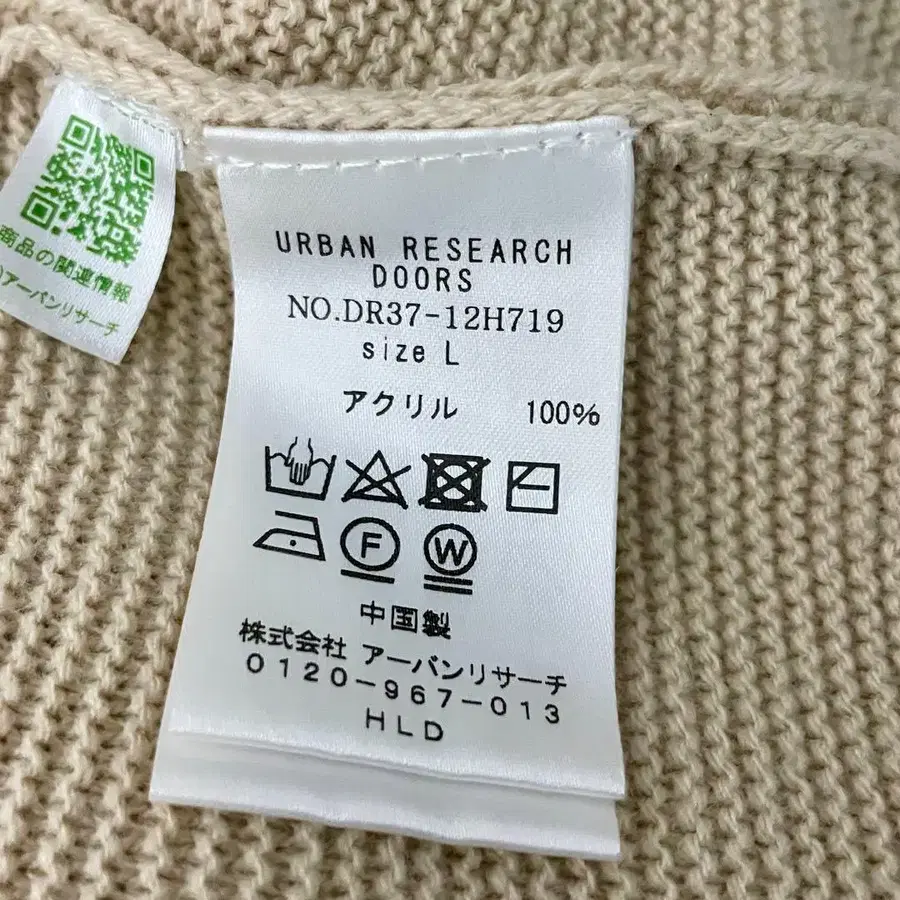 商品の関連情報
アーバンリサーチ
URBAN RESEARCH
DOORS
NO.DR37-12H719
size L
アクリル 100%
F W
中国製
株式会社 アーバンリサーチ
0120-967-013
HLD